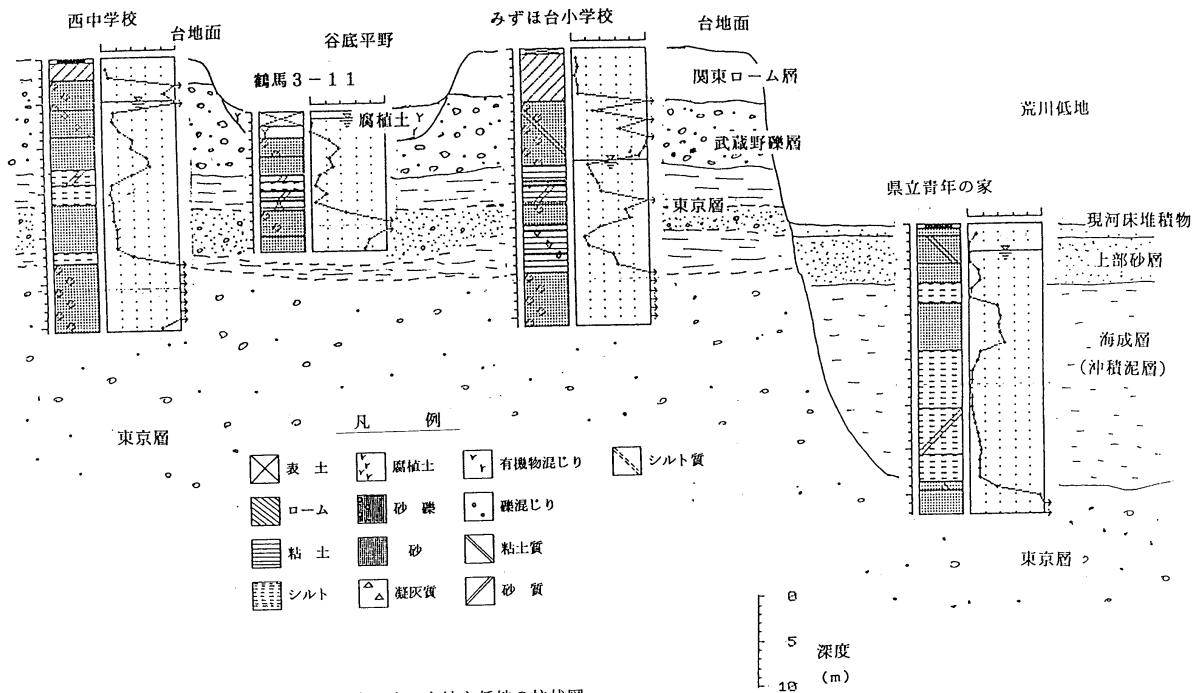 西中学校
台地面
谷底平野
鶴馬3-11
腐植土
みずほ台小学校
台地面
関東ローム層
武蔵野礫層
東京層
荒川低地
県立青年の家
現河床堆積物
上部砂層
海成層
(沖積泥層)
東京層
東京層
凡 例
表土
腐植土
有機物混じり
シルト質
ローム
砂礫
礫混じり
粘土
砂
粘土質
シルト
凝灰質
砂質
0
5
10
深度
(m)